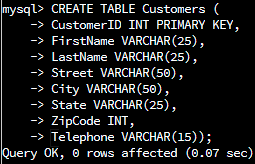 mysql> CREATE TABLE Customers (
    -> CustomerID INT PRIMARY KEY,
    -> FirstName VARCHAR(25),
    -> LastName VARCHAR(25),
    -> Street VARCHAR(50),
    -> City VARCHAR(50),
    -> State VARCHAR(25),
    -> ZipCode INT,
    -> Telephone VARCHAR(15));
Query OK, 0 rows affected (0.07 sec)